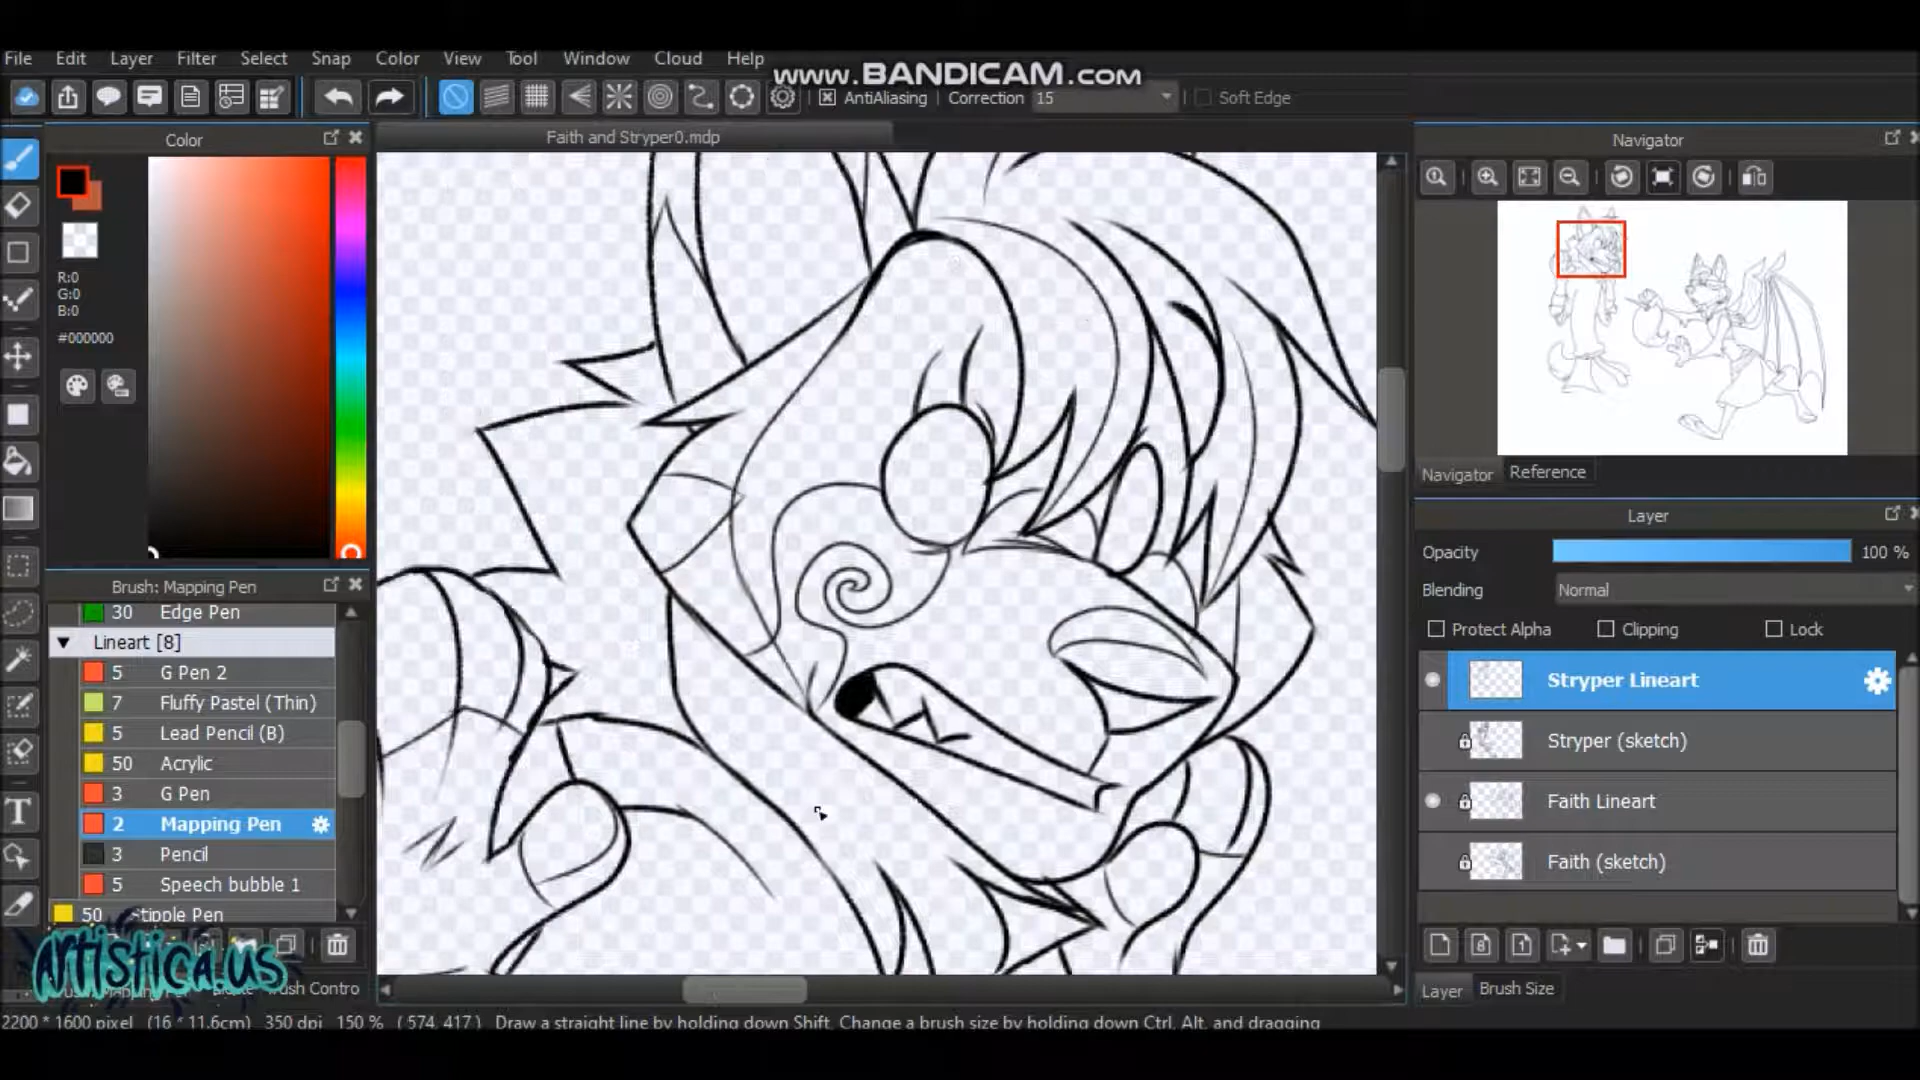 File Edit Layer Filter Select Snap Color View Tool Window Cloud Help
www.BANDICAM.com
AntiAliasing Correction 15 Soft Edge
Color
Faith and Stryper0.mdp
Navigator
R:0
G:0
B:0
#000000
Navigator Reference
Layer
Opacity 100 %
Blending Normal
Protect Alpha Clipping Lock
Stryper Lineart
Stryper (sketch)
Faith Lineart
Faith (sketch)
Layer Brush Size
Brush: Mapping Pen
30 Edge Pen
Lineart [8]
5 G Pen 2
7 Fluffy Pastel (Thin)
5 Lead Pencil (B)
50 Acrylic
3 G Pen
2 Mapping Pen
3 Pencil
5 Speech bubble 1
50 Stipple Pen
Artistica.us
2200 * 1600 pixel (16 * 11.6cm) 350 dpi 150 % ( 574, 417 ) Draw a straight line by holding down Shift, Change a brush size by holding down Ctrl, Alt, and dragging